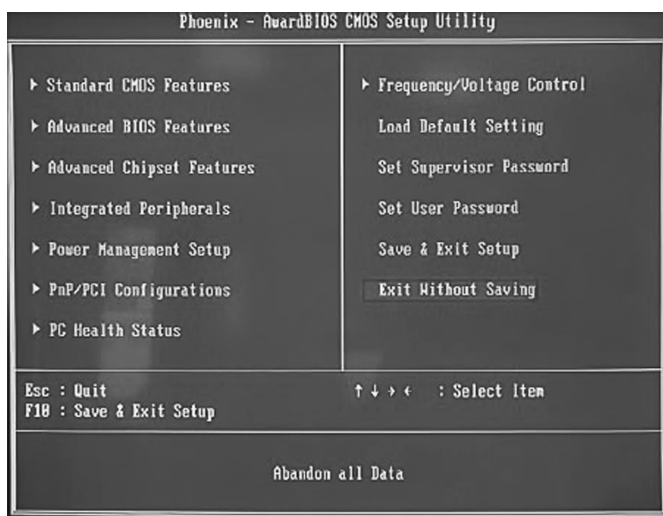 Phoenix - AwardBIOS CMOS Setup Utility
▶ Standard CMOS Features
▶ Advanced BIOS Features
▶ Advanced Chipset Features
▶ Integrated Peripherals
▶ Power Management Setup
▶ PnP/PCI Configurations
▶ PC Health Status
▶ Frequency/Voltage Control
Load Default Setting
Set Supervisor Password
Set User Password
Save & Exit Setup
Exit Without Saving
Esc : Quit
F10 : Save & Exit Setup
↑ ↓ → ← : Select Item
Abandon all Data